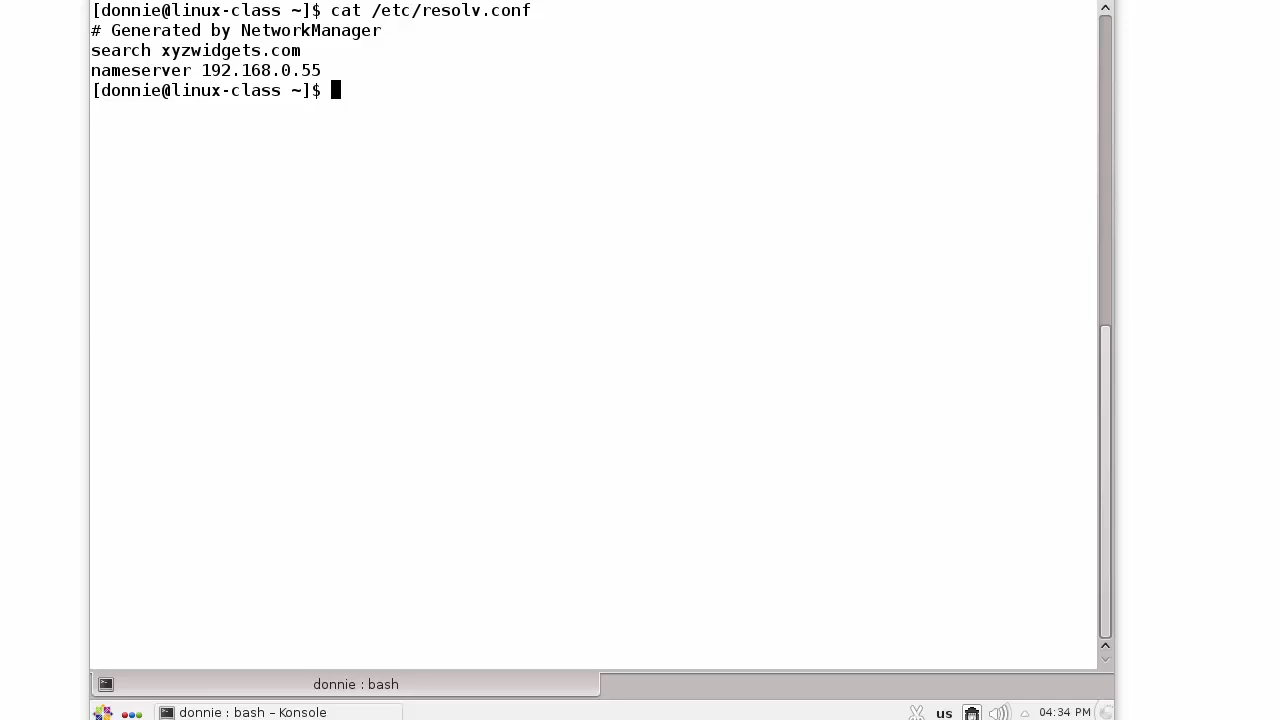 [donnie@linux-class ~]$ cat /etc/resolv.conf
# Generated by NetworkManager
search xyzwidgets.com
nameserver 192.168.0.55
[donnie@linux-class ~]$
donnie : bash
donnie : bash – Konsole
us
04:34 PM